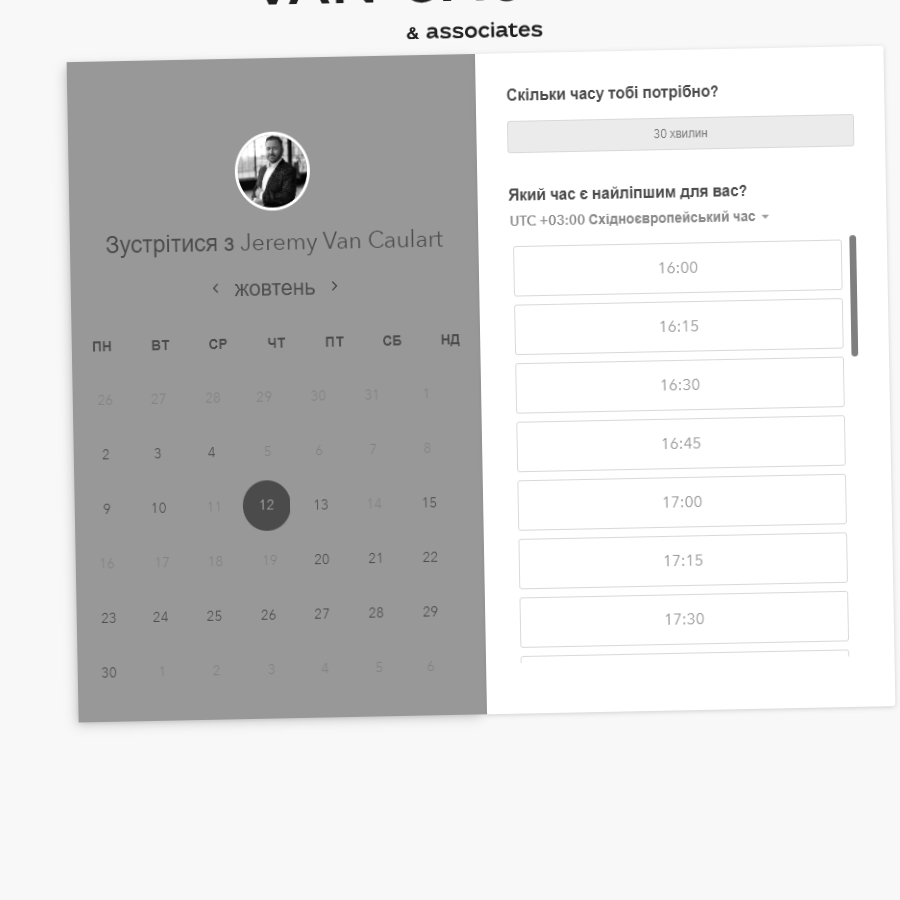 & associates
Зустрітися з Jeremy Van Caulart
жовтень
ПН ВТ СР ЧТ ПТ СБ НД
26 27 28 29 30 31 1
2 3 4 5 6 7 8
9 10 11 12 13 14 15
16 17 18 19 20 21 22
23 24 25 26 27 28 29
30 1 2 3 4 5 6
Скільки часу тобі потрібно?
30 хвилин
Який час є найліпшим для вас?
UTC +03:00 Східноєвропейський час
16:00
16:15
16:30
16:45
17:00
17:15
17:30